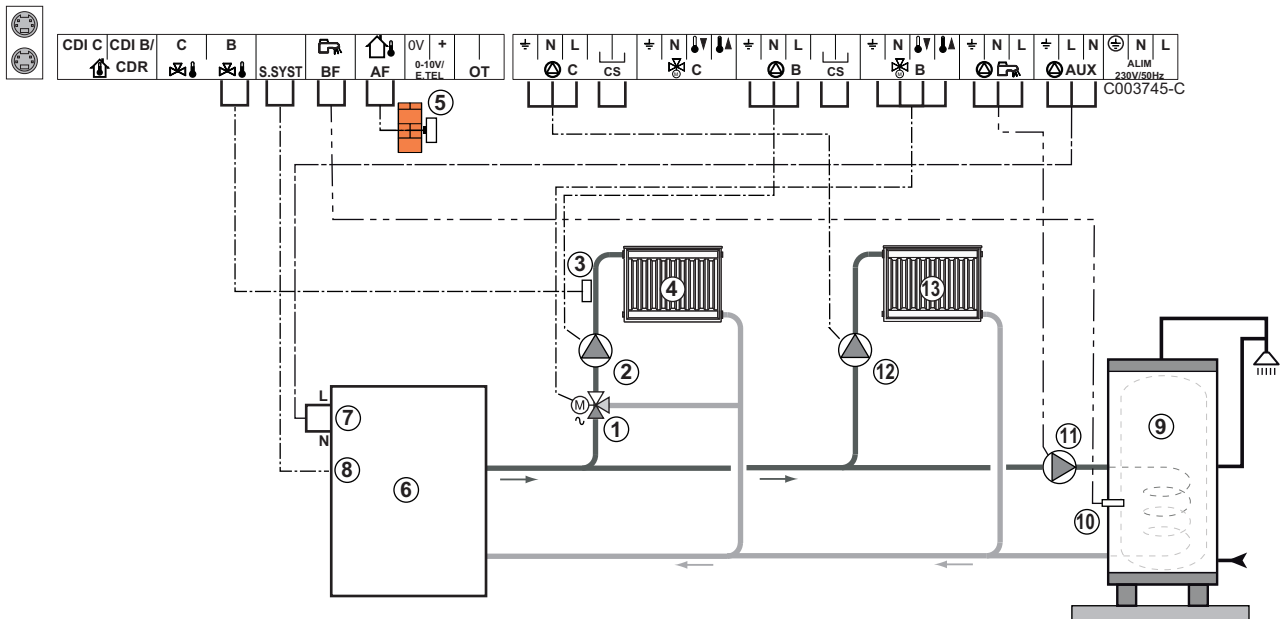 CDI C CDI B/ C B 0V +
CDR S.SYST BF AF 0-10V/ E.TEL OT
N L N N L N N L L N N L
C CS C B CS B AUX ALIM 230V/50Hz
M M
C003745-C
5
3
4
13
2
12
L
7
N
M
1
11
9
8
6
10